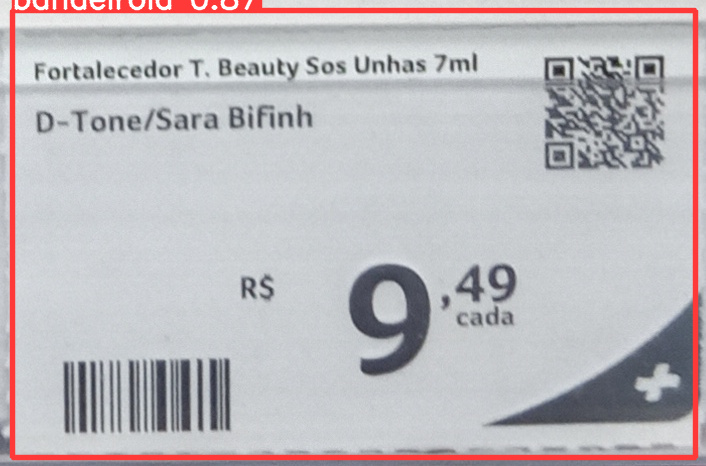 bandeirola 0.87
Fortalecedor T. Beauty Sos Unhas 7ml
D-Tone/Sara Bifinh
R$ 9,49
cada